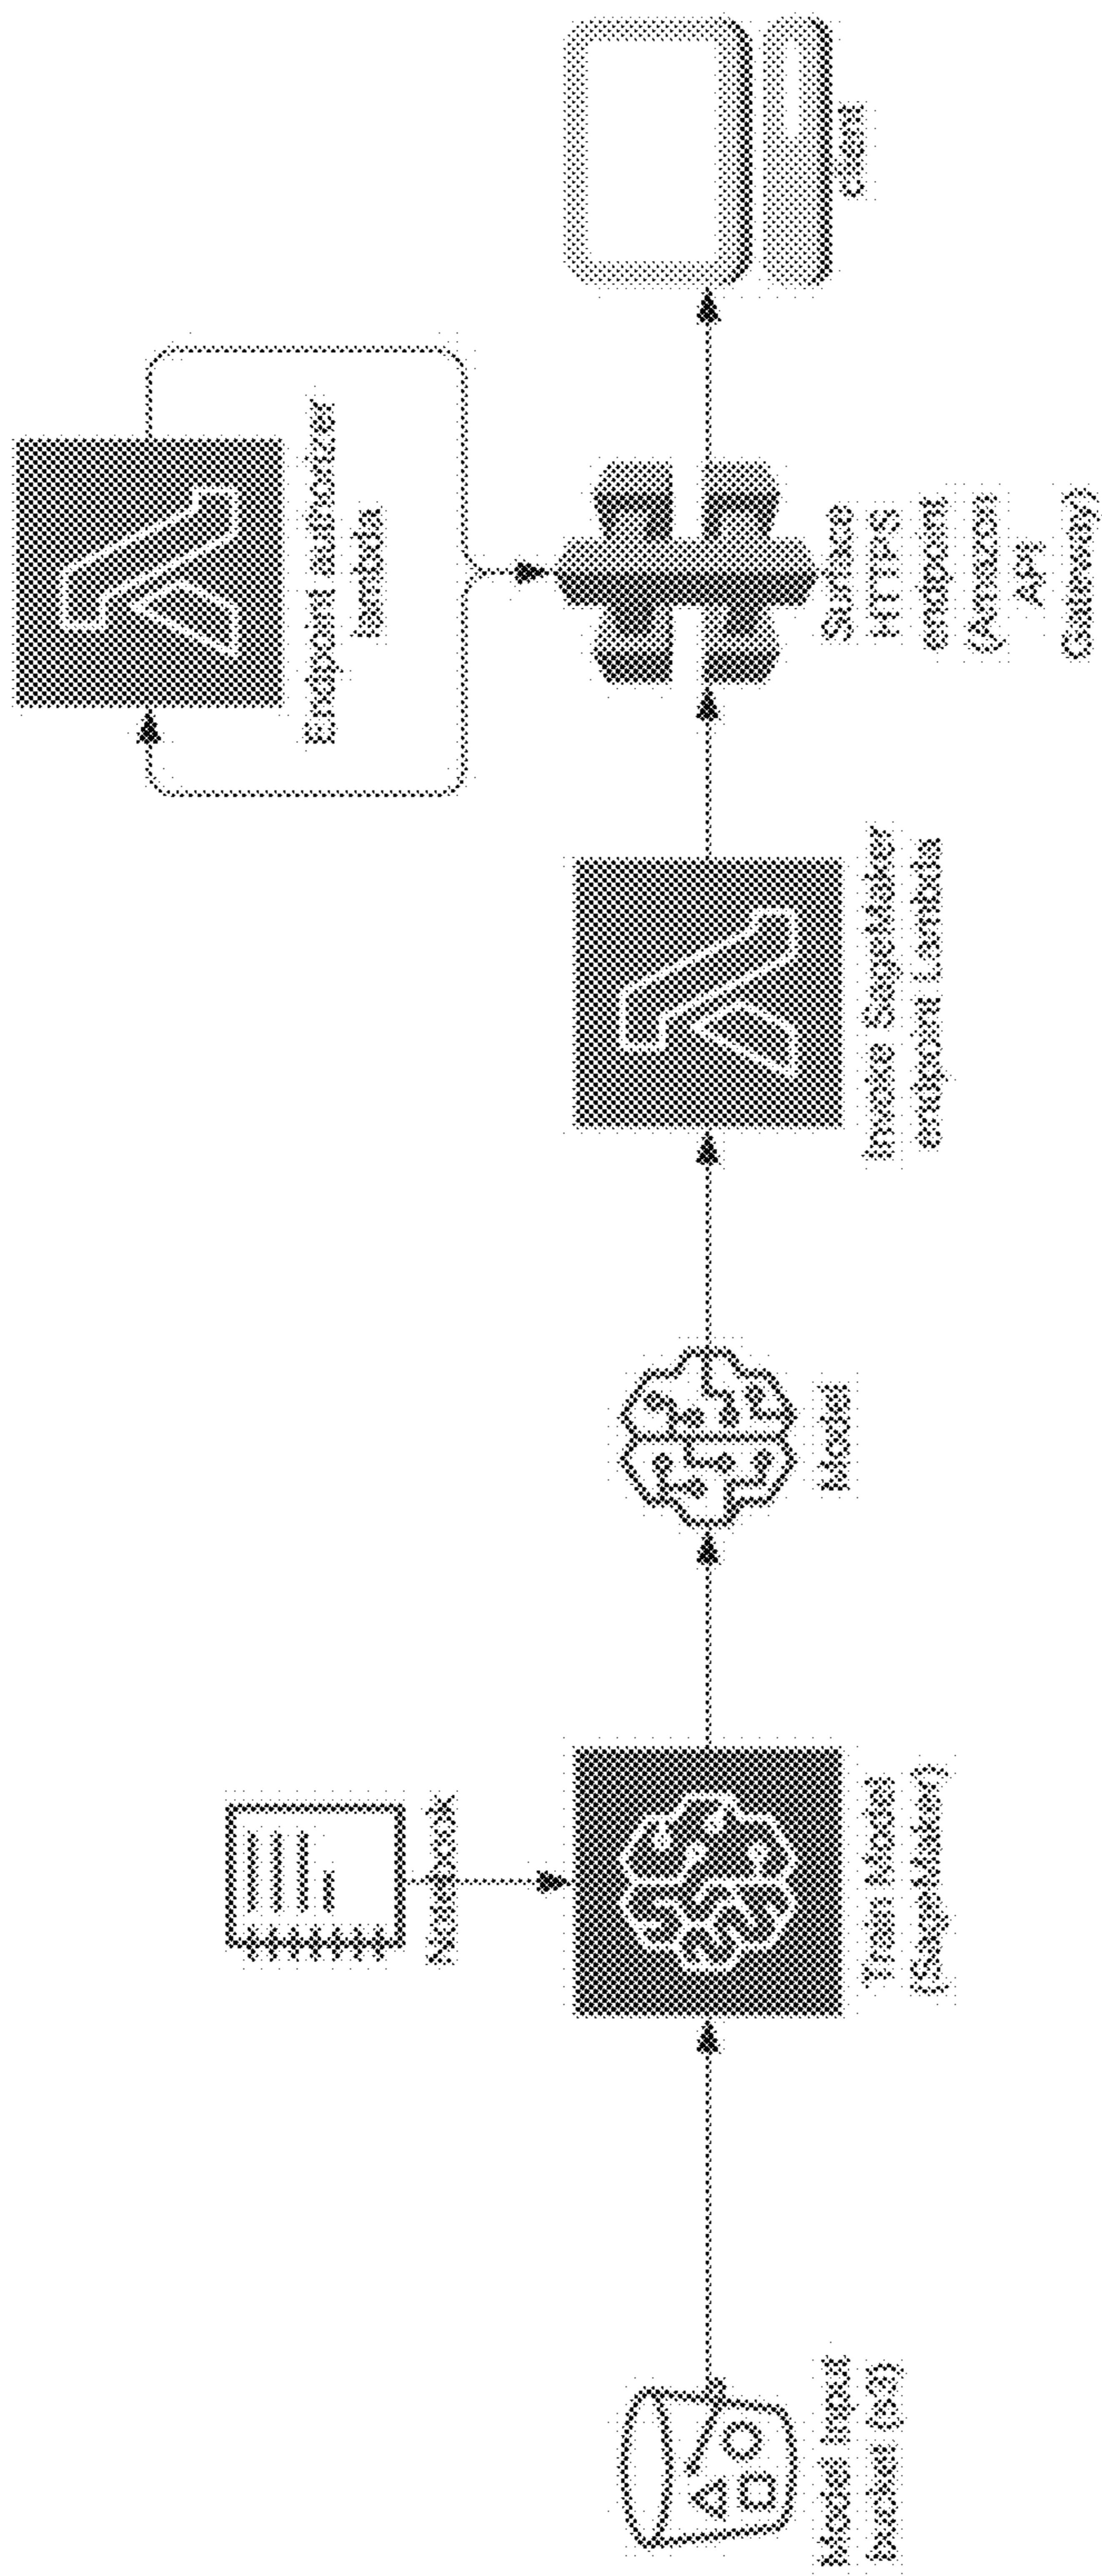 Model input
bucket (S3)
Notebook
Train Model
(SageMaker)
Model
Invoke SageMaker
endpoint Lambda
Endpoint authorizer
lambda
Surface
HTTPS
endpoint
(Amazon
API
Gateway)
Client